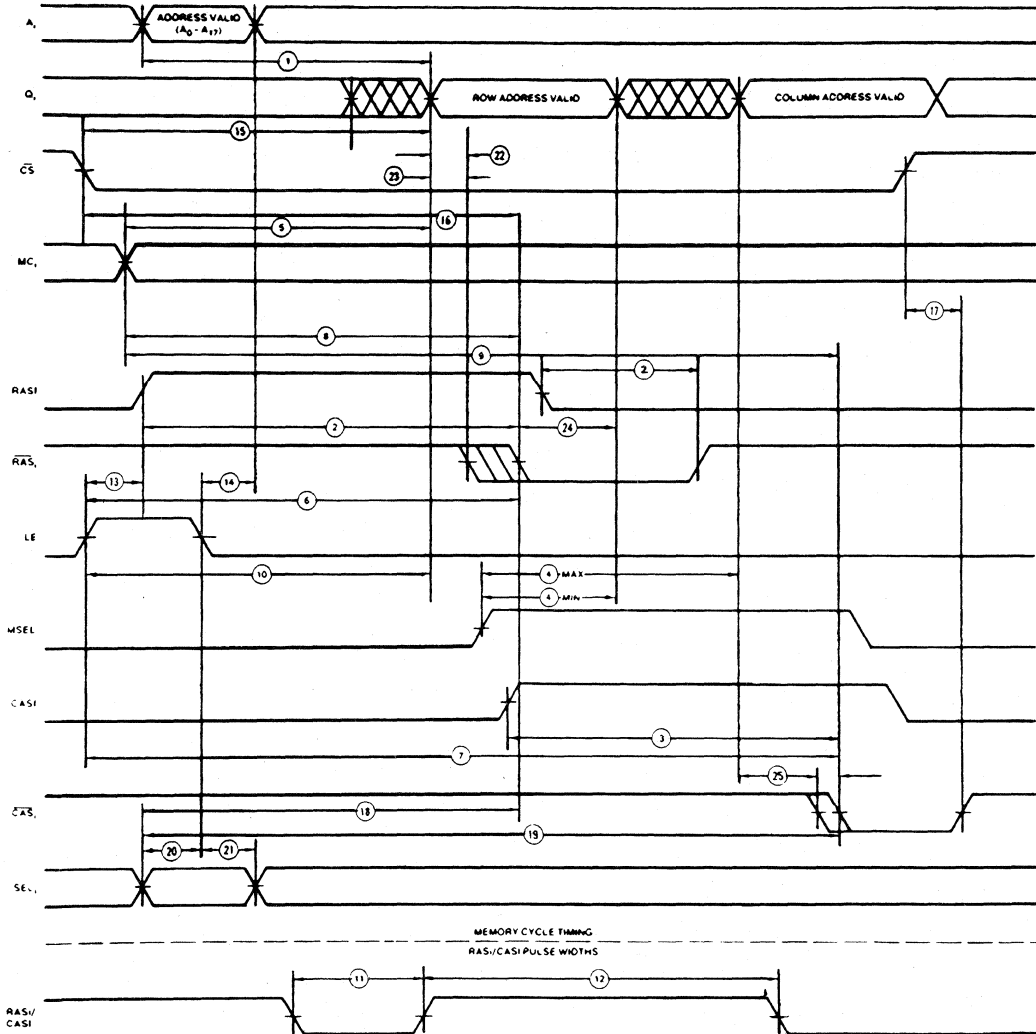 Aᵢ
ADDRESS VALID
(A₀ - A₁₇)
1
Qᵢ
ROW ADDRESS VALID
COLUMN ADDRESS VALID
15
22
23
CS
16
5
MCᵢ
17
8
9
2
RASI
2
24
RASᵢ
13
14
6
LE
10
4 MAX
4 MIN
MSEL
CASI
3
7
25
CASᵢ
18
19
20
21
SELᵢ
MEMORY CYCLE TIMING
RASI/CASI PULSE WIDTHS
11
12
RASI/
CASI